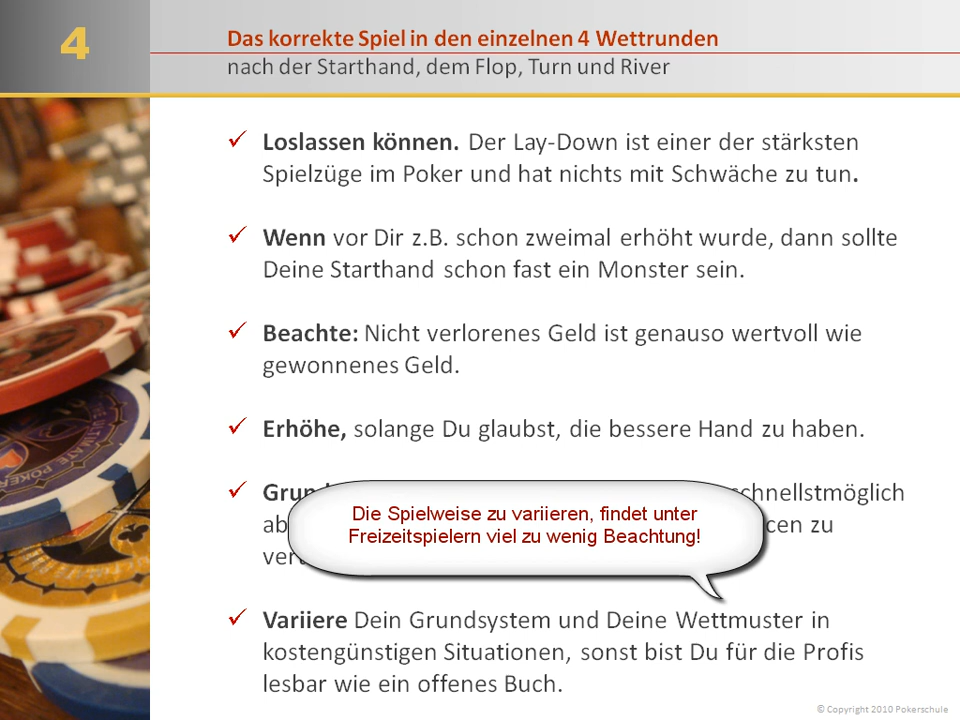 4
Das korrekte Spiel in den einzelnen 4 Wettrunden
nach der Starthand, dem Flop, Turn und River
✓ Loslassen können. Der Lay-Down ist einer der stärksten
Spielzüge im Poker und hat nichts mit Schwäche zu tun.
✓ Wenn vor Dir z.B. schon zweimal erhöht wurde, dann sollte
Deine Starthand schon fast ein Monster sein.
✓ Beachte: Nicht verlorenes Geld ist genauso wertvoll wie
gewonnenes Geld.
✓ Erhöhe, solange Du glaubst, die bessere Hand zu haben.
✓ schnellstmöglich
zu
Die Spielweise zu variieren, findet unter
Freizeitspielern viel zu wenig Beachtung!
✓ Variiere Dein Grundsystem und Deine Wettmuster in
kostengünstigen Situationen, sonst bist Du für die Profis
lesbar wie ein offenes Buch.
© Copyright 2010 Pokerschule